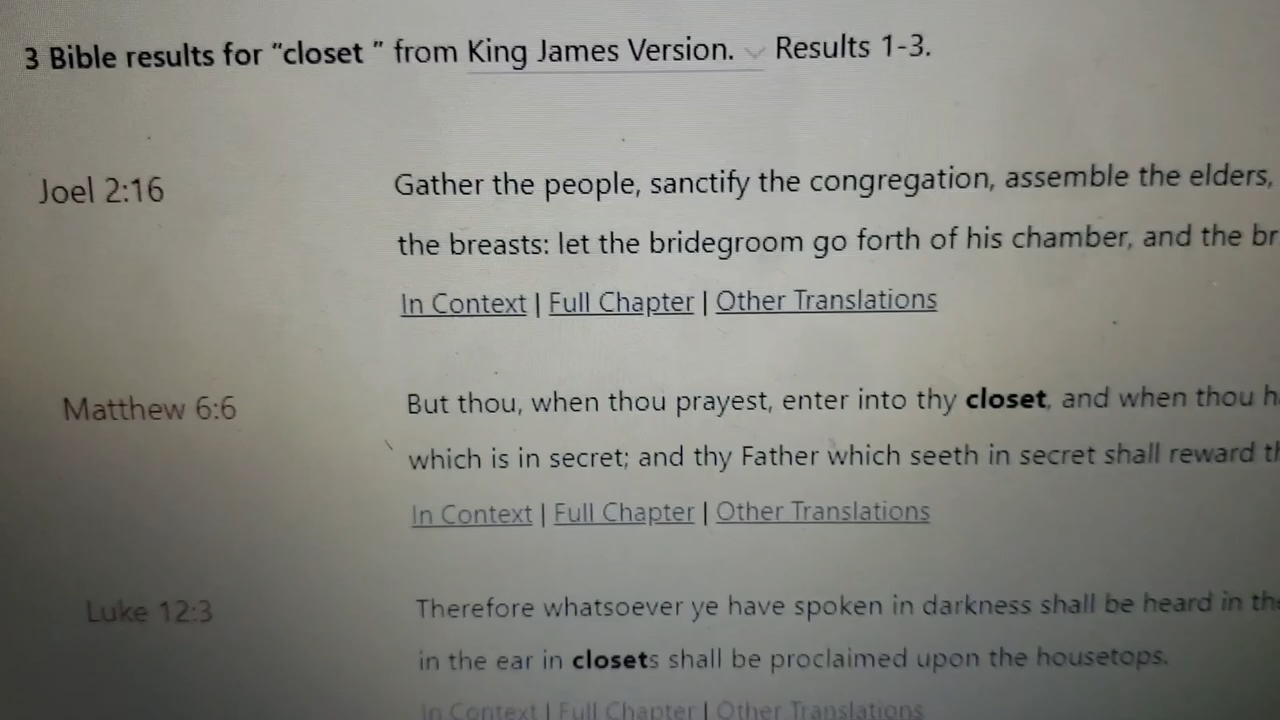 3 Bible results for “closet ” from King James Version. Results 1-3.
Joel 2:16
Gather the people, sanctify the congregation, assemble the elders,
the breasts: let the bridegroom go forth of his chamber, and the br
In Context | Full Chapter | Other Translations
Matthew 6:6
But thou, when thou prayest, enter into thy closet, and when thou h
which is in secret; and thy Father which seeth in secret shall reward th
In Context | Full Chapter | Other Translations
Luke 12:3
Therefore whatsoever ye have spoken in darkness shall be heard in the
in the ear in closets shall be proclaimed upon the housetops.
In Context | Full Chapter | Other Translations